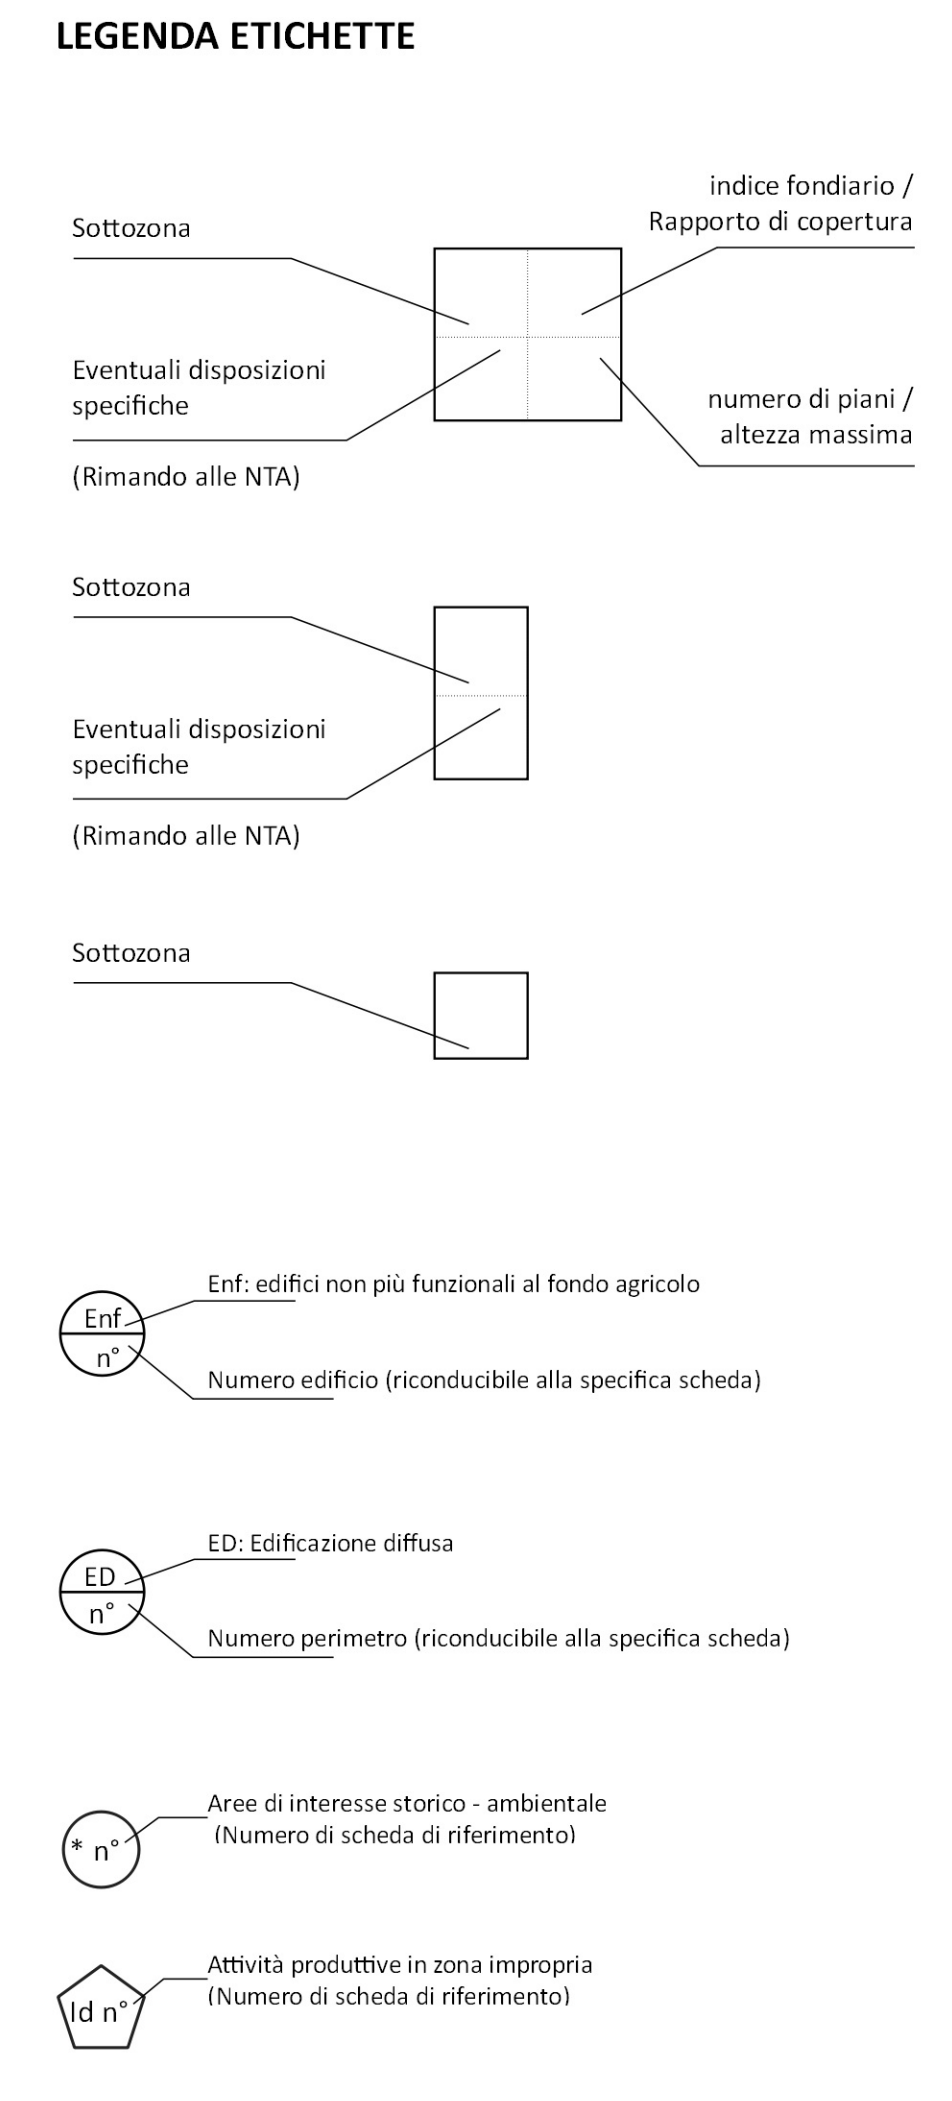 LEGENDA ETICHETTE
Sottozona
indice fondiario /
Rapporto di copertura
Eventuali disposizioni
specifiche
(Rimando alle NTA)
numero di piani /
altezza massima
Sottozona
Eventuali disposizioni
specifiche
(Rimando alle NTA)
Sottozona
Enf
n°
Enf: edifici non più funzionali al fondo agricolo
Numero edificio (riconducibile alla specifica scheda)
ED
n°
ED: Edificazione diffusa
Numero perimetro (riconducibile alla specifica scheda)
* n°
Aree di interesse storico - ambientale
(Numero di scheda di riferimento)
Id n°
Attività produttive in zona impropria
(Numero di scheda di riferimento)